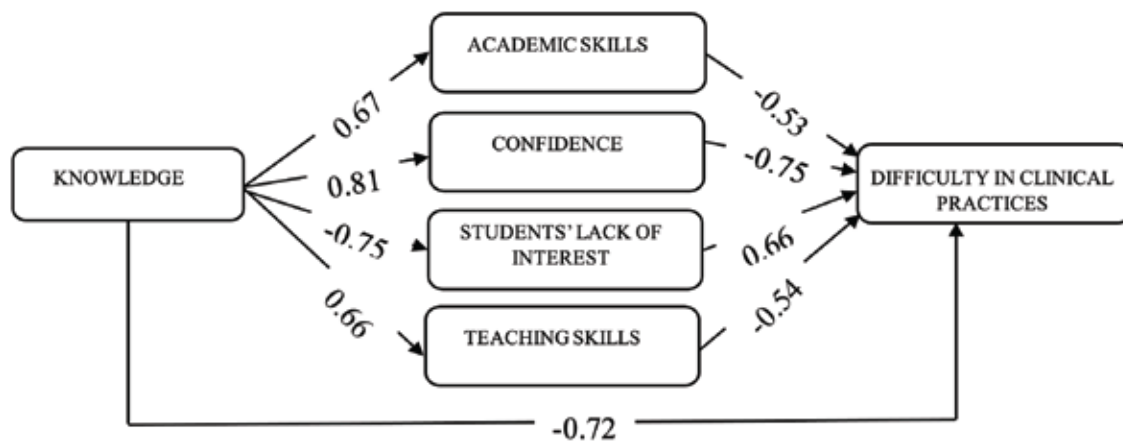 ACADEMIC SKILLS
0.67
-0.53
CONFIDENCE
0.81
-0.75
KNOWLEDGE
DIFFICULTY IN CLINICAL
PRACTICES
-0.75
STUDENTS' LACK OF
INTEREST
0.66
0.66
TEACHING SKILLS
-0.54
-0.72